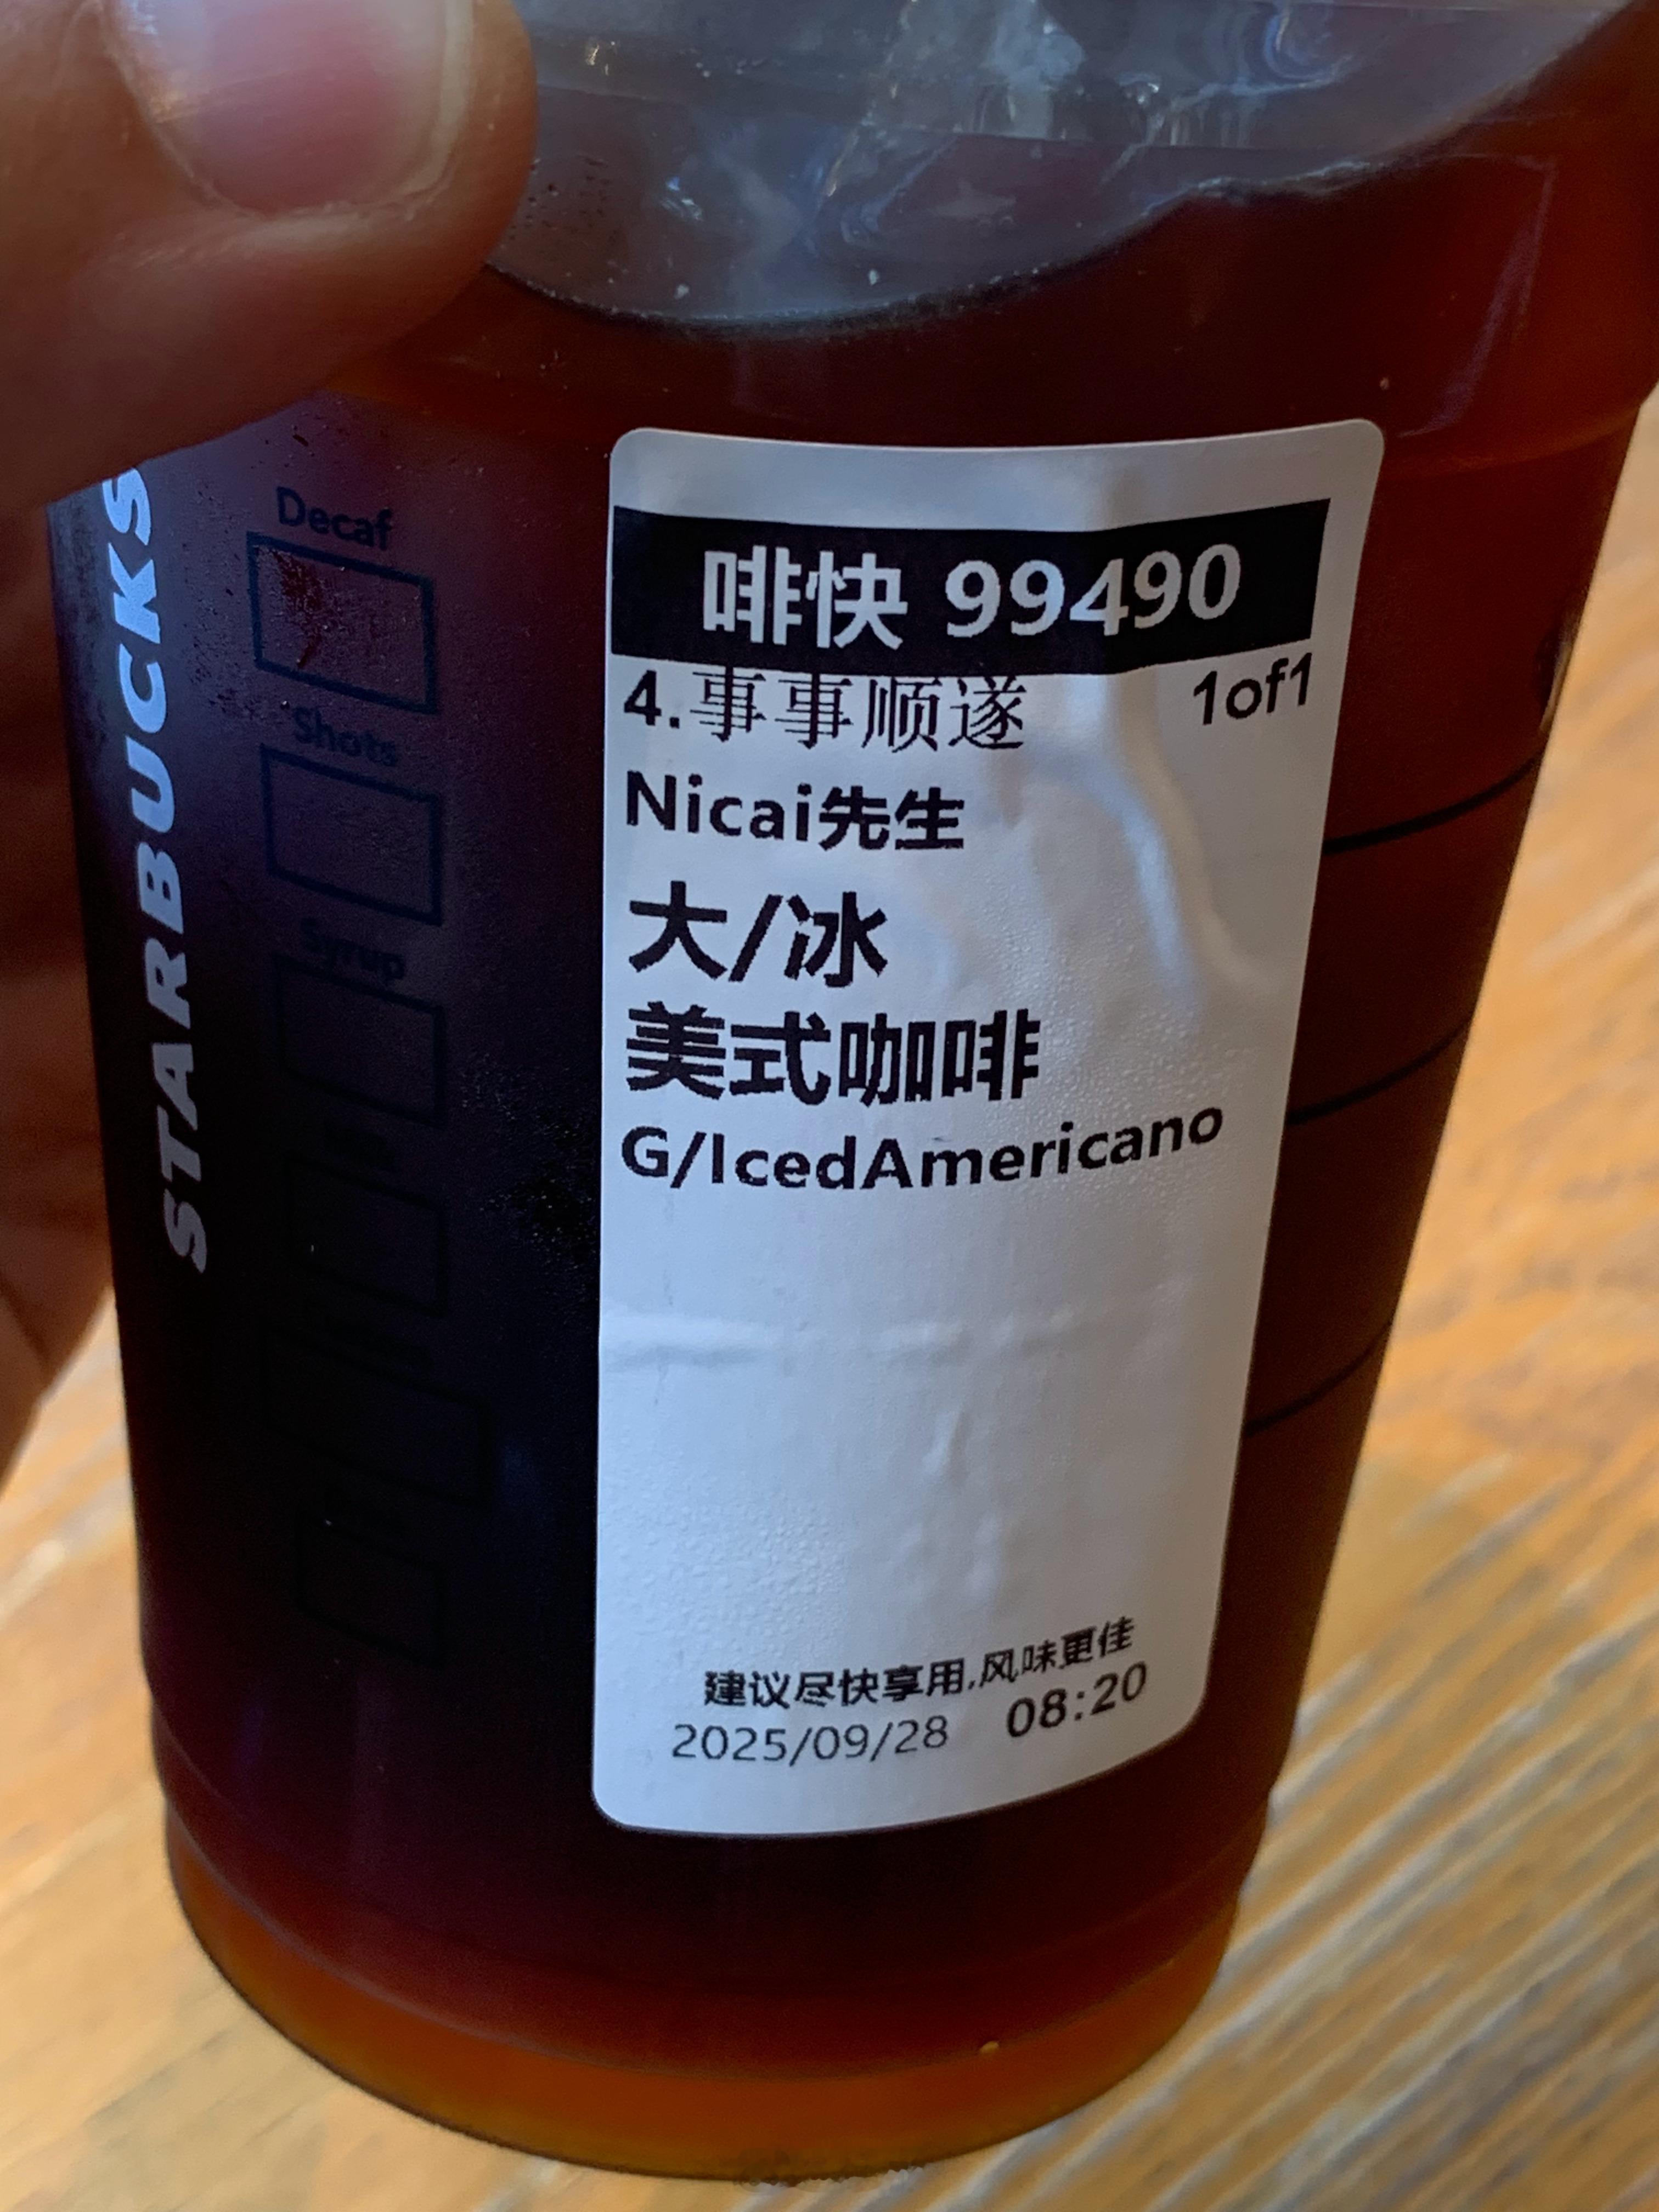 STARBUCKS
Decaf
Shots
Syrup
啡快 99490
4.事事顺遂 1of1
Nicai先生
大/冰
美式咖啡
G/IcedAmericano
建议尽快享用,风味更佳
2025/09/28 08:20